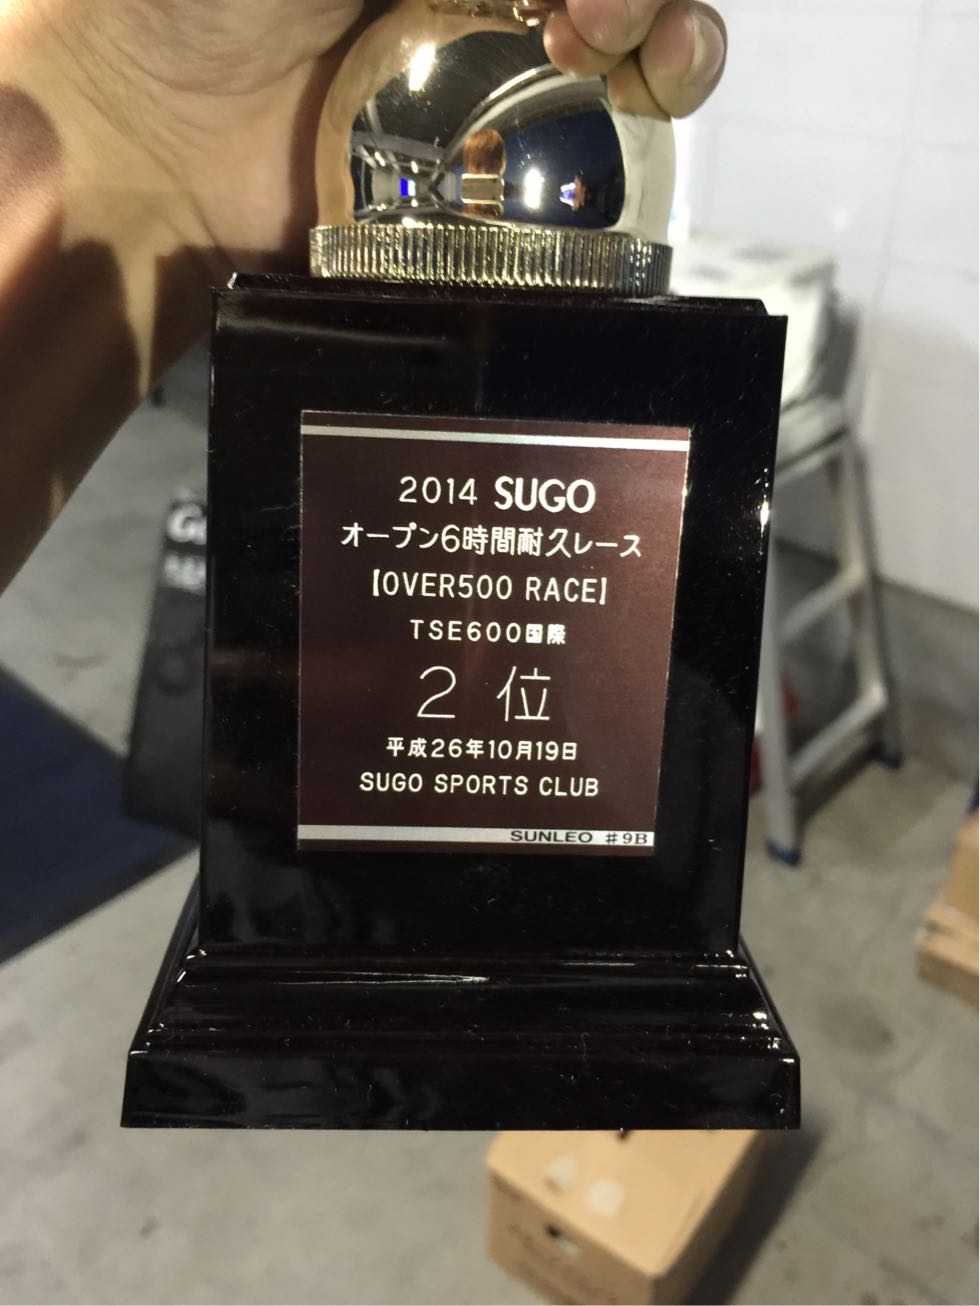 2014 SUGO
オープン6時間耐久レース
【OVER500 RACE】
TSE600国際
2 位
平成26年10月19日
SUGO SPORTS CLUB
SUNLEO #9B